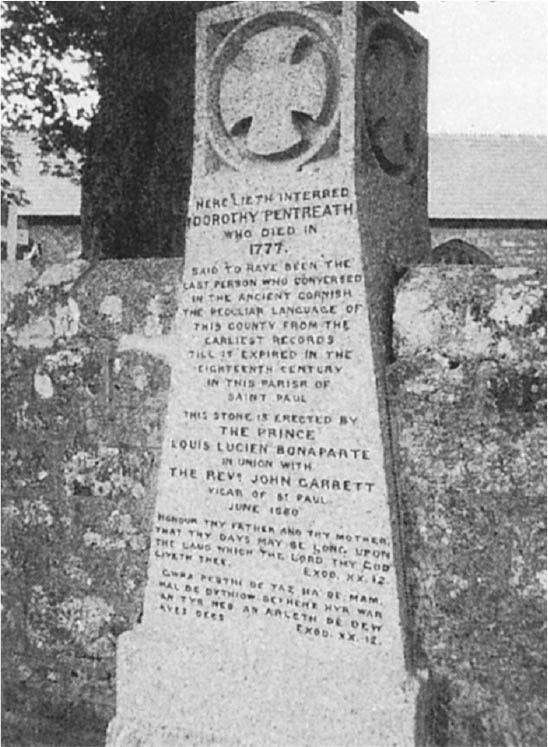 HERE LIETH INTERRED
DOROTHY PENTREATH
WHO DIED IN
1777.
SAID TO HAVE BEEN THE
LAST PERSON WHO CONVERSED
IN THE ANCIENT CORNISH
THE PECULIAR LANGUAGE OF
THIS COUNTY FROM THE
EARLIEST RECORDS
TILL IT EXPIRED IN THE
EIGHTEENTH CENTURY
IN THIS PARISH OF
SAINT PAUL
THIS STONE IS ERECTED BY
THE PRINCE
LOUIS LUCIEN BONAPARTE
IN UNION WITH
THE REVD JOHN GARRETT
VICAR OF ST PAUL
JUNE 1860
HONOUR THY FATHER AND THY MOTHER,
THAT THY DAYS MAY BE LONG UPON
THE LAND WHICH THE LORD THY GOD
GIVETH THEE. EXOD. XX. 12.
GWRA PERTHI DE TAZ HA DE MAM,
MAL DE DYTHIOW BETHENS HYR WAR
AN TYR NEB AN ARLETH DE DEW
RYES DEES EXOD. XX. 12.